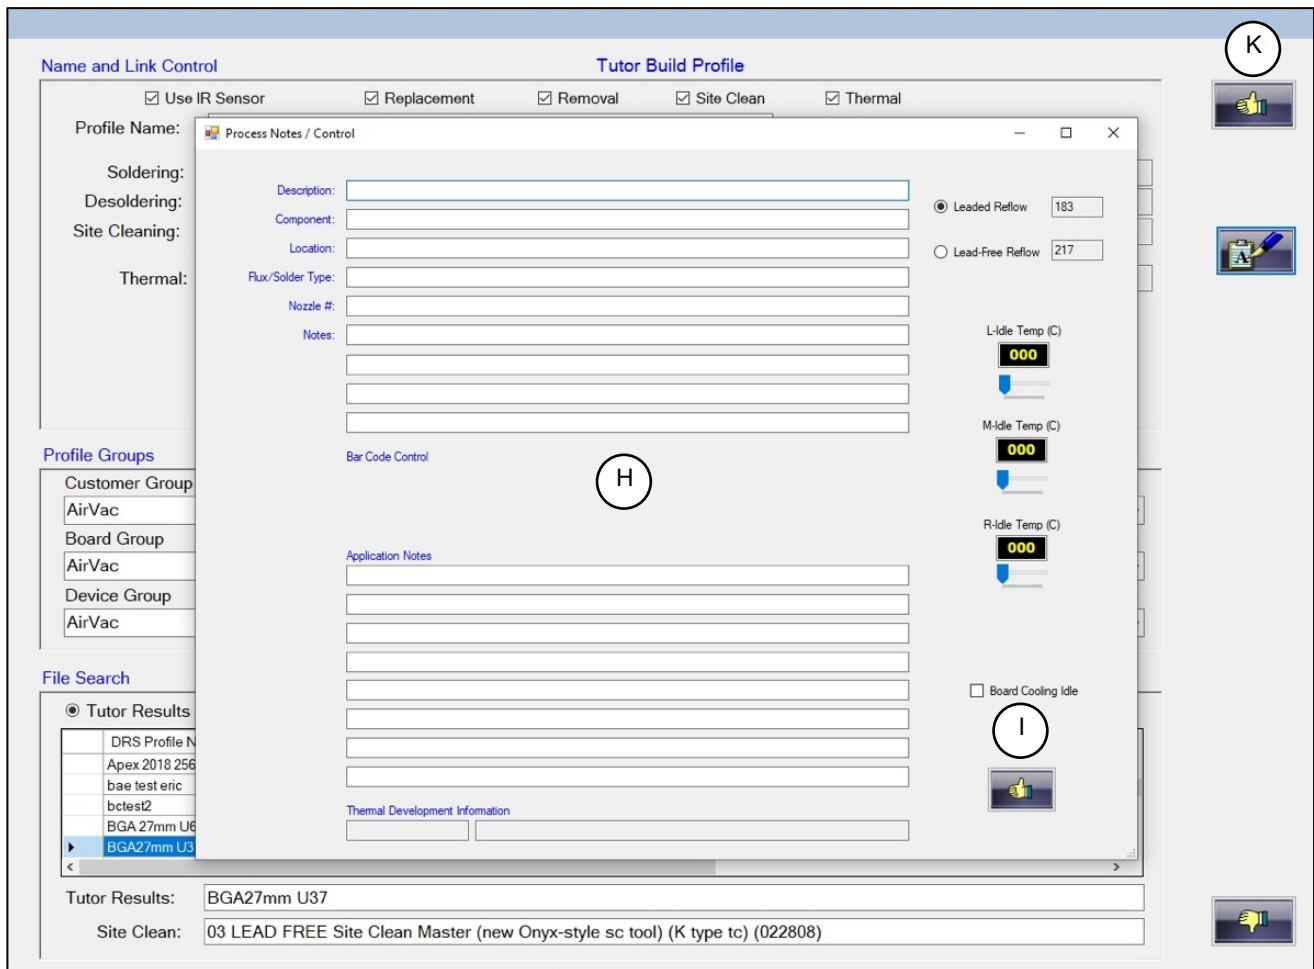 K
Name and Link Control
Tutor Build Profile
Use IR Sensor Replacement Removal Site Clean Thermal
Profile Name:
Process Notes / Control
Soldering:
Desoldering:
Site Cleaning:
Thermal:
Description:
Component:
Location:
Flux/Solder Type:
Nozzle #:
Notes:
Leaded Reflow 183
Lead-Free Reflow 217
A
L-Idle Temp (C)
000
M-Idle Temp (C)
000
R-Idle Temp (C)
000
Bar Code Control
H
Application Notes
Board Cooling Idle
I
Thermal Development Information
Profile Groups
Customer Group
AirVac
Board Group
AirVac
Device Group
AirVac
File Search
Tutor Results
DRS Profile N
Apex 2018 256
bae test eric
bctest2
BGA 27mm U6
BGA27mm U3
Tutor Results: BGA27mm U37
Site Clean: 03 LEAD FREE Site Clean Master (new Onyx-style sc tool) (K type tc) (022808)